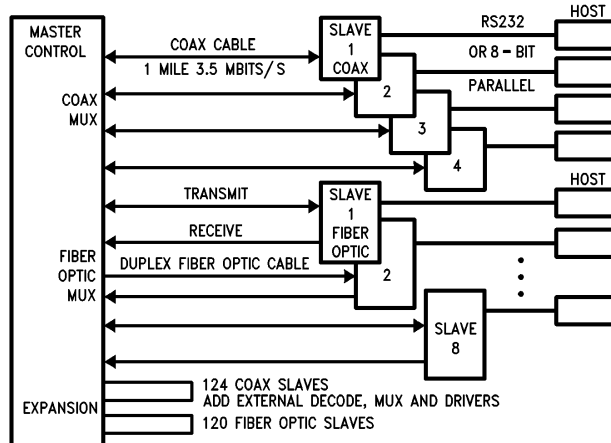 MASTER
CONTROL
COAX CABLE
1 MILE 3.5 MBITS/S
SLAVE
1
COAX
RS232
OR 8 - BIT
PARALLEL
HOST
COAX
MUX
2
3
4
TRANSMIT
RECEIVE
DUPLEX FIBER OPTIC CABLE
SLAVE
1
FIBER
OPTIC
HOST
FIBER
OPTIC
MUX
2
SLAVE
8
EXPANSION
124 COAX SLAVES
ADD EXTERNAL DECODE, MUX AND DRIVERS
120 FIBER OPTIC SLAVES